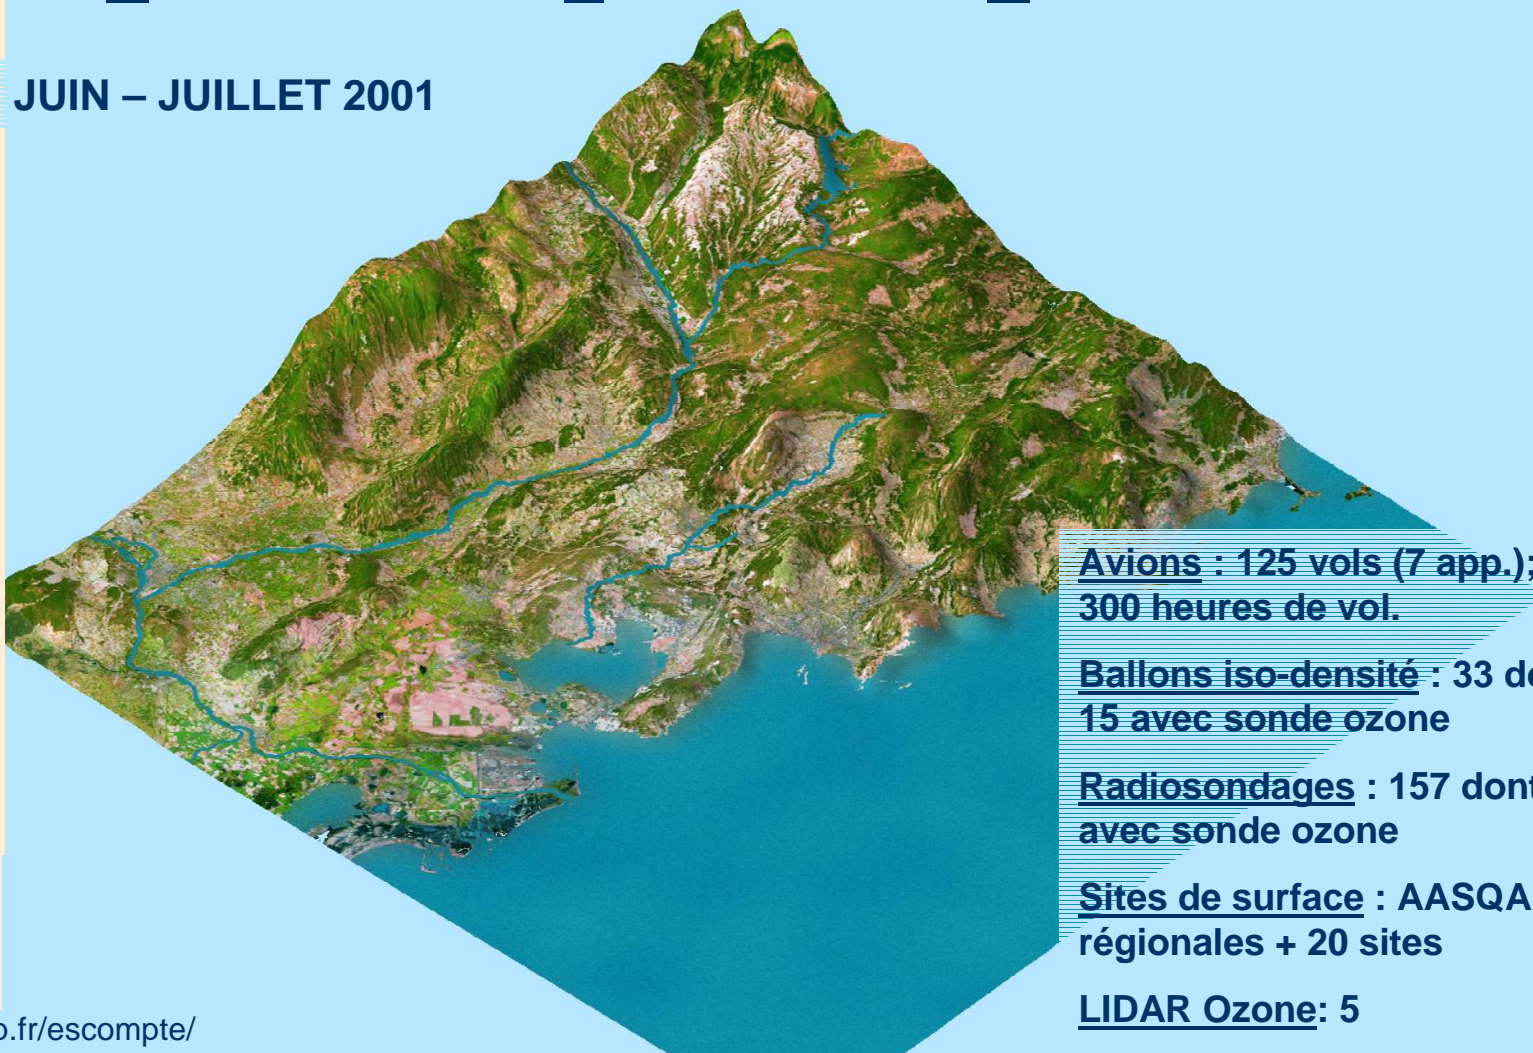 JUIN – JUILLET 2001
Avions : 125 vols (7 app.);
300 heures de vol.
Ballons iso-densité : 33
15 avec sonde ozone
Radiosondages : 157 dont
avec sonde ozone
Sites de surface : AASQA
régionales + 20 sites
LIDAR Ozone: 5
.fr/escompte/